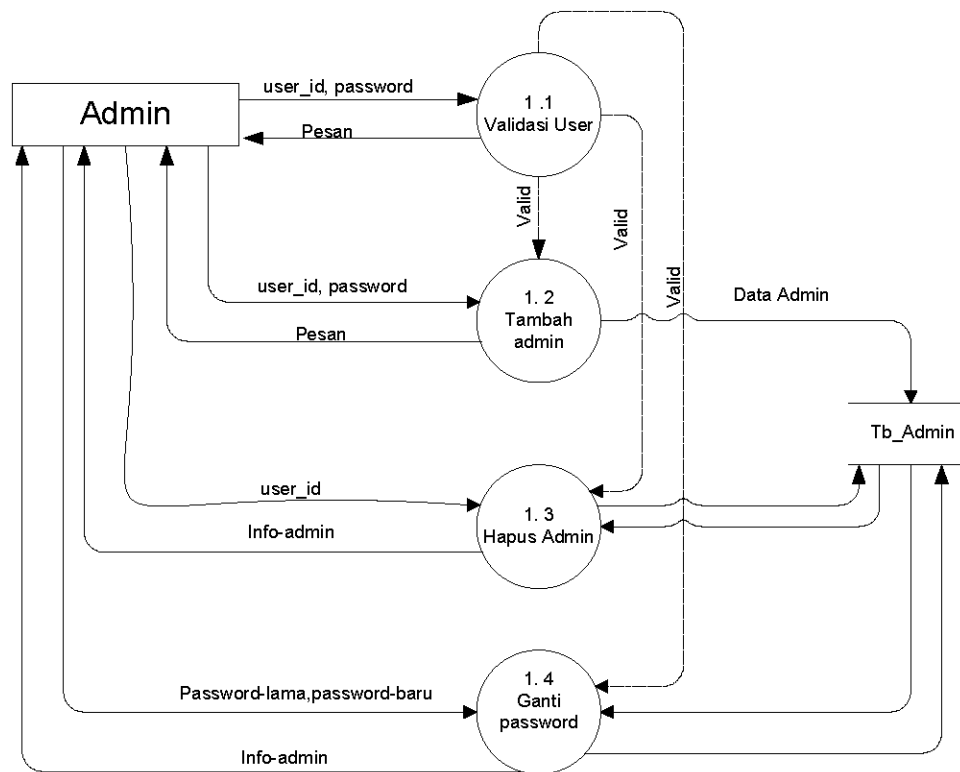 Admin
user_id, password
Pesan
1 .1
Validasi User
Valid
Valid
Valid
user_id, password
Pesan
1. 2
Tambah
admin
Data Admin
Tb_Admin
user_id
Info-admin
1. 3
Hapus Admin
Password-lama,password-baru
Info-admin
1. 4
Ganti
password